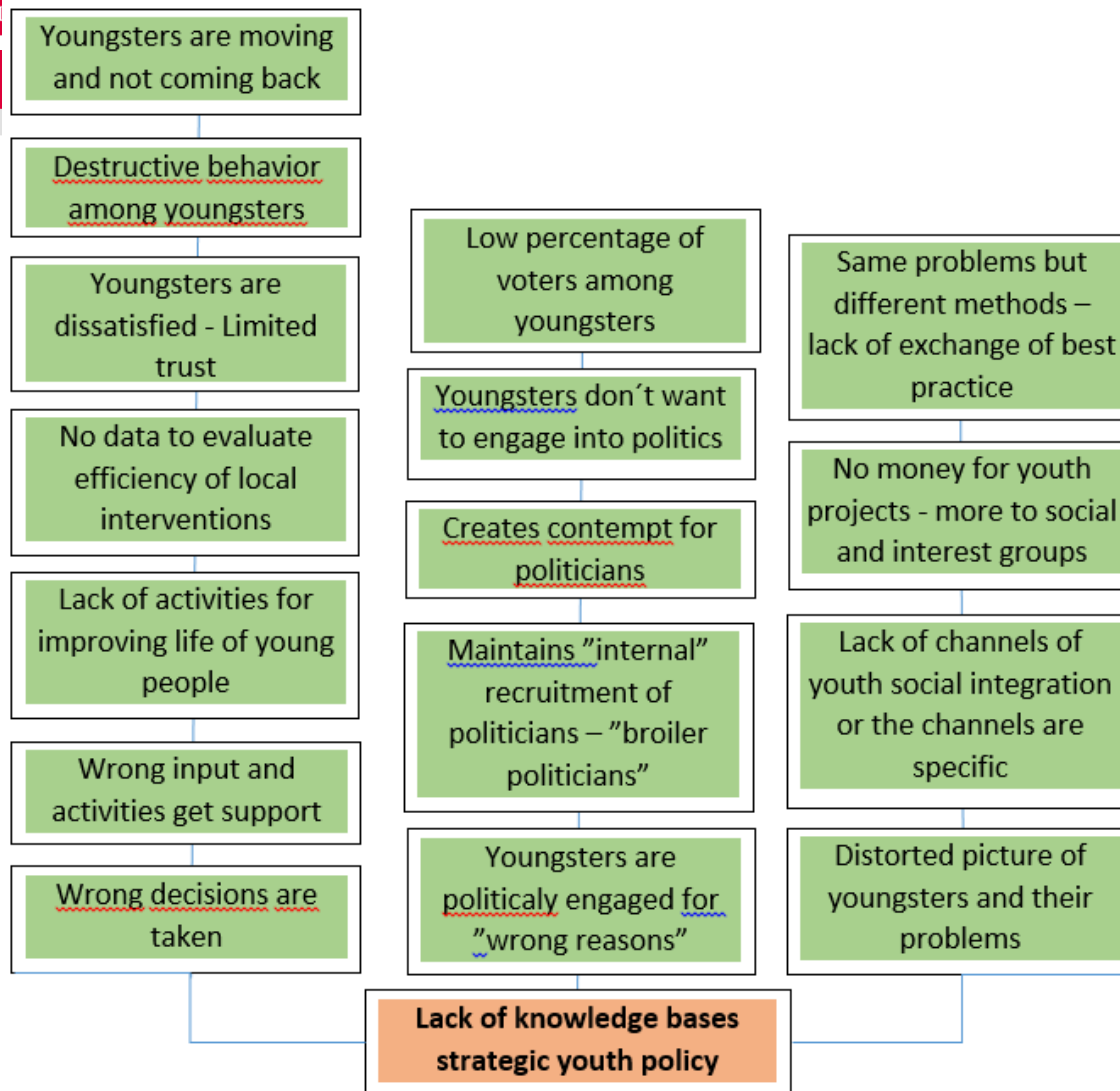 Youngsters are moving
and not coming back
Destructive behavior
among youngsters
Youngsters are
dissatisfied - Limited
trust
No data to evaluate
efficiency of local
interventions
Lack of activities for
improving life of young
people
Wrong input and
activities get support
Wrong decisions are
taken
Low percentage of
voters among
youngsters
Youngsters don´t want
to engage into politics
Creates contempt for
politicians
Maintains ”internal”
recruitment of
politicians – ”broiler
politicians”
Youngsters are
politicaly engaged for
”wrong reasons”
Same problems but
different methods –
lack of exchange of best
practice
No money for youth
projects - more to social
and interest groups
Lack of channels of
youth social integration
or the channels are
specific
Distorted picture of
youngsters and their
problems
Lack of knowledge bases
strategic youth policy